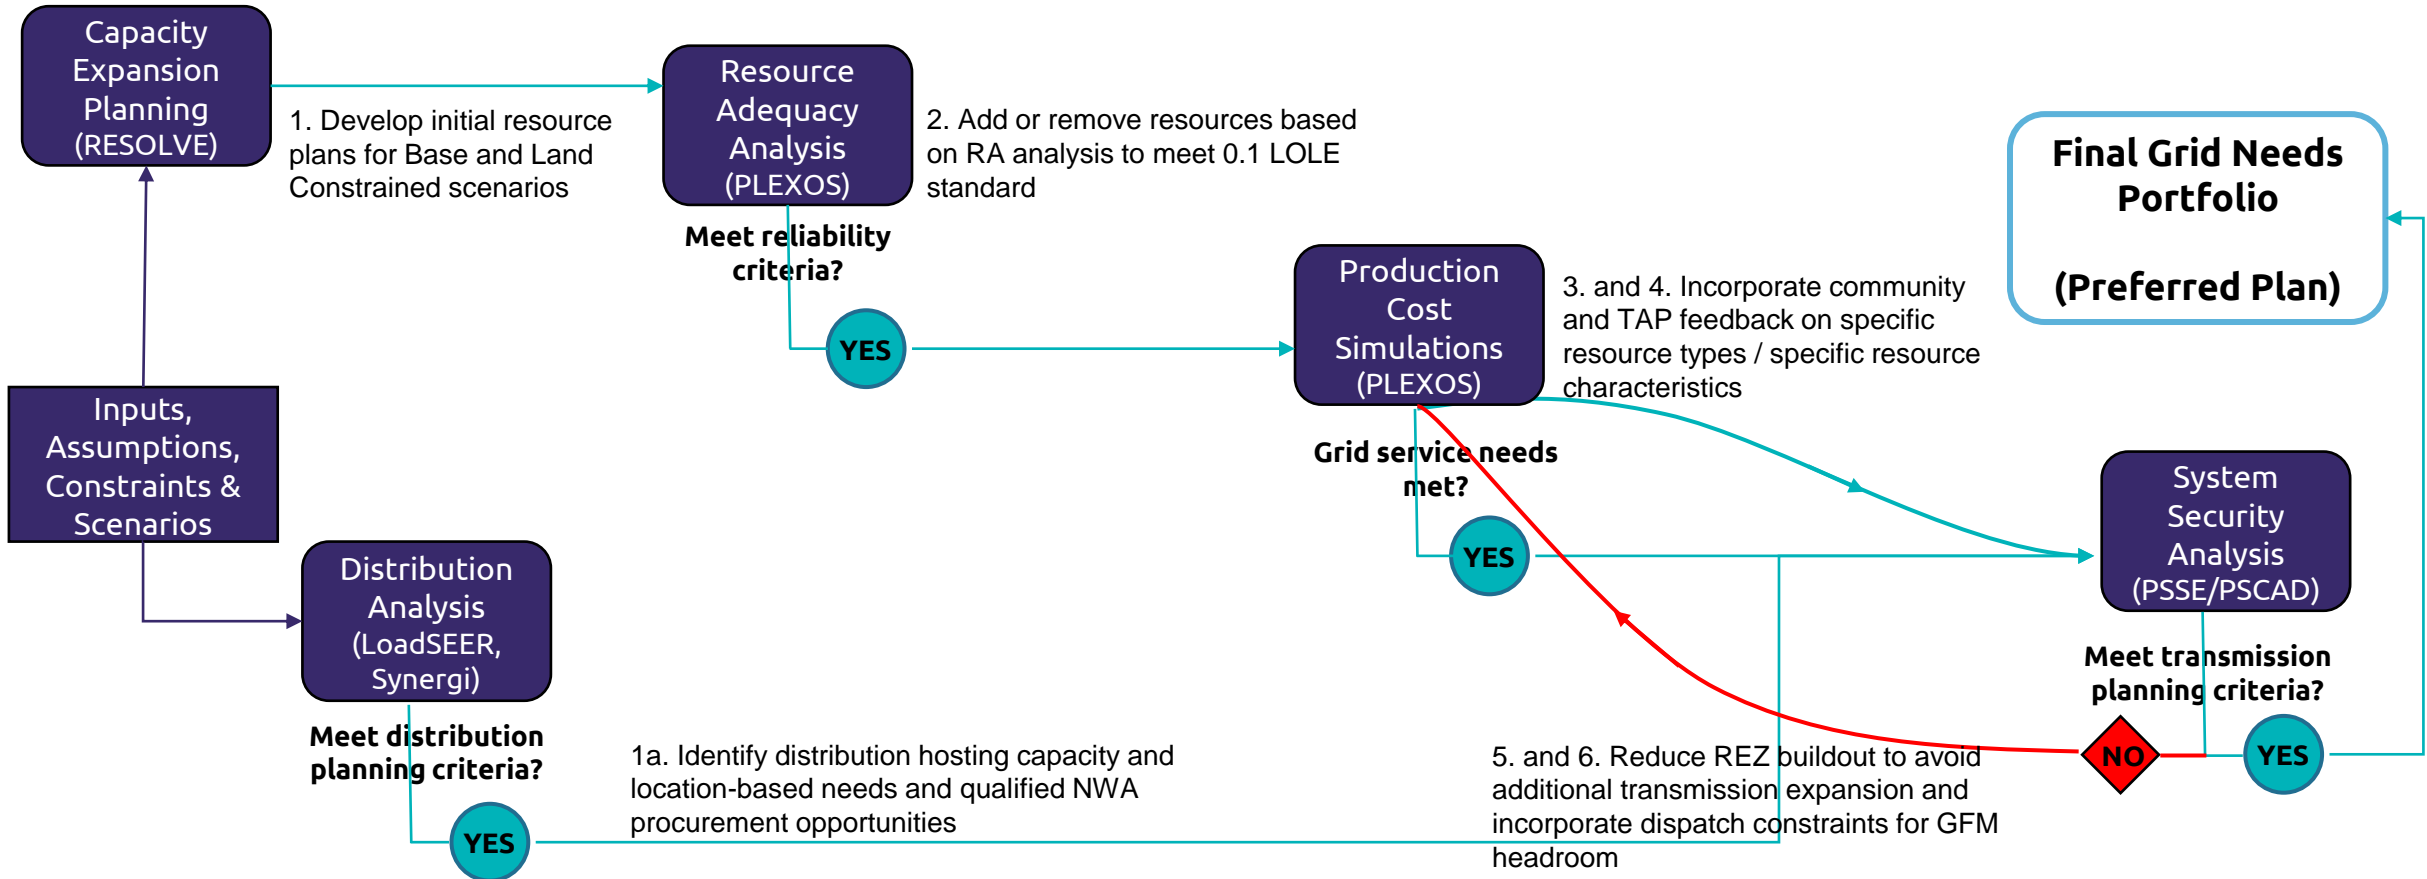 Capacity
Expansion
Planning
(RESOLVE)
1. Develop initial resource
plans for Base and Land
Constrained scenarios
Resource
Adequacy
Analysis
(PLEXOS)
2. Add or remove resources based
on RA analysis to meet 0.1 LOLE
standard
Meet reliability
criteria?
YES
Production
Cost
Simulations
(PLEXOS)
3. and 4. Incorporate community
and TAP feedback on specific
resource types / specific resource
characteristics
Final Grid Needs
Portfolio
(Preferred Plan)
Inputs,
Assumptions,
Constraints &
Scenarios
Grid service needs
met?
YES
System
Security
Analysis
(PSSE/PSCAD)
Distribution
Analysis
(LoadSEER,
Synergi)
Meet distribution
planning criteria?
YES
1a. Identify distribution hosting capacity and
location-based needs and qualified NWA
procurement opportunities
Meet transmission
planning criteria?
5. and 6. Reduce REZ buildout to avoid
additional transmission expansion and
incorporate dispatch constraints for GFM
headroom
NO
YES